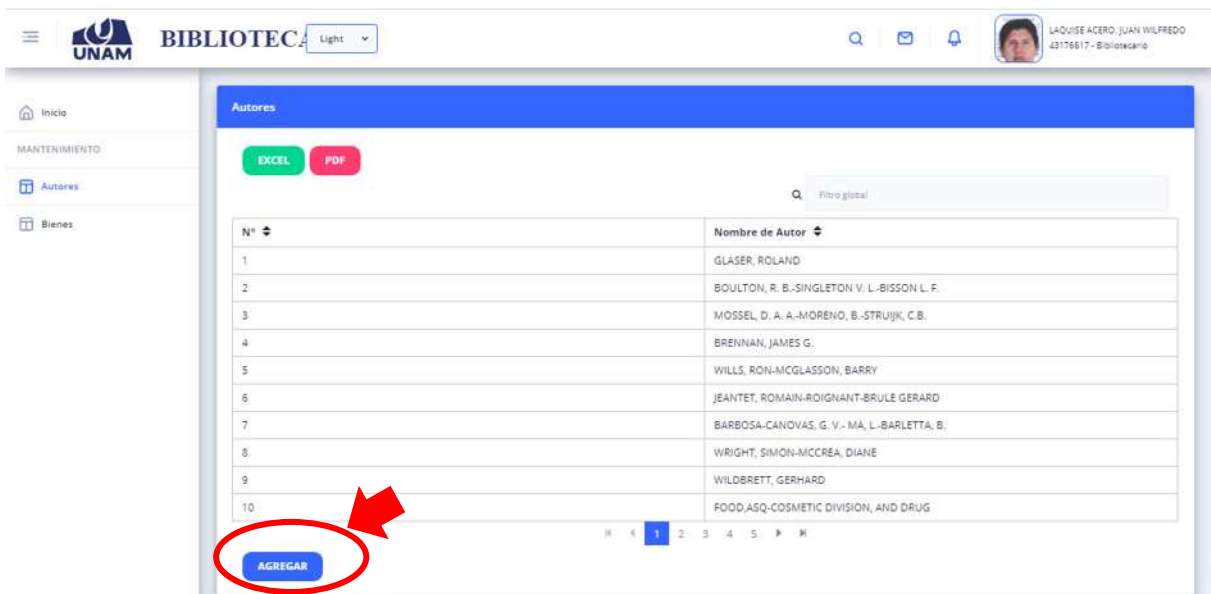 UNAM
BIBLIOTECA
Light
LAQUISE ACERO, JUAN WILFREDO
43176617 - Bibliotecario
Inicio
MANTENIMIENTO
Autores
Bienes
Autores
EXCEL PDF
Filtro global
N° Nombre de Autor
1 GLASER, ROLAND
2 BOULTON, R. B.-SINGLETON V. L.-BISSON L. F.
3 MOSSEL, D. A. A.-MORENO, B.-STRUIJK, C.B.
4 BRENNAN, JAMES G.
5 WILLS, RON-MCGLASSON, BARRY
6 JEANTET, ROMAIN-ROIGNANT-BRULE GERARD
7 BARBOSA-CANOVAS, G. V.- MA, L.-BARLETTA, B.
8 WRIGHT, SIMON-MCCREA, DIANE
9 WILDBRETT, GERHARD
10 FOOD,ASQ-COSMETIC DIVISION, AND DRUG
1 2 3 4 5
AGREGAR